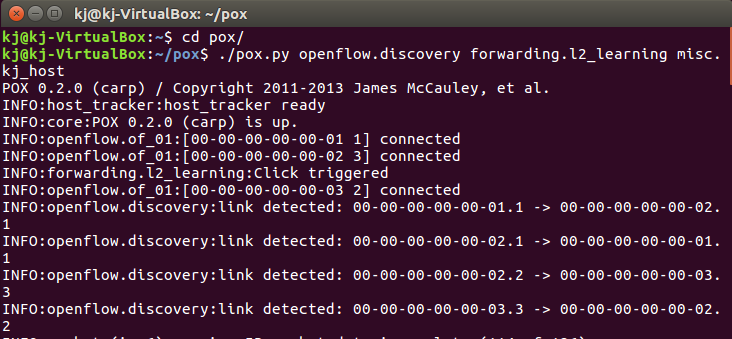 kj@kj-VirtualBox: ~/pox
kj@kj-VirtualBox:~$ cd pox/
kj@kj-VirtualBox:~/pox$ ./pox.py openflow.discovery forwarding.l2_learning misc.
kj_host
POX 0.2.0 (carp) / Copyright 2011-2013 James McCauley, et al.
INFO:host_tracker:host_tracker ready
INFO:core:POX 0.2.0 (carp) is up.
INFO:openflow.of_01:[00-00-00-00-00-01 1] connected
INFO:openflow.of_01:[00-00-00-00-00-02 3] connected
INFO:forwarding.l2_learning:Click triggered
INFO:openflow.of_01:[00-00-00-00-00-03 2] connected
INFO:openflow.discovery:link detected: 00-00-00-00-00-01.1 -> 00-00-00-00-00-02.
1
INFO:openflow.discovery:link detected: 00-00-00-00-00-02.1 -> 00-00-00-00-00-01.
1
INFO:openflow.discovery:link detected: 00-00-00-00-00-02.2 -> 00-00-00-00-00-03.
3
INFO:openflow.discovery:link detected: 00-00-00-00-00-03.3 -> 00-00-00-00-00-02.
2